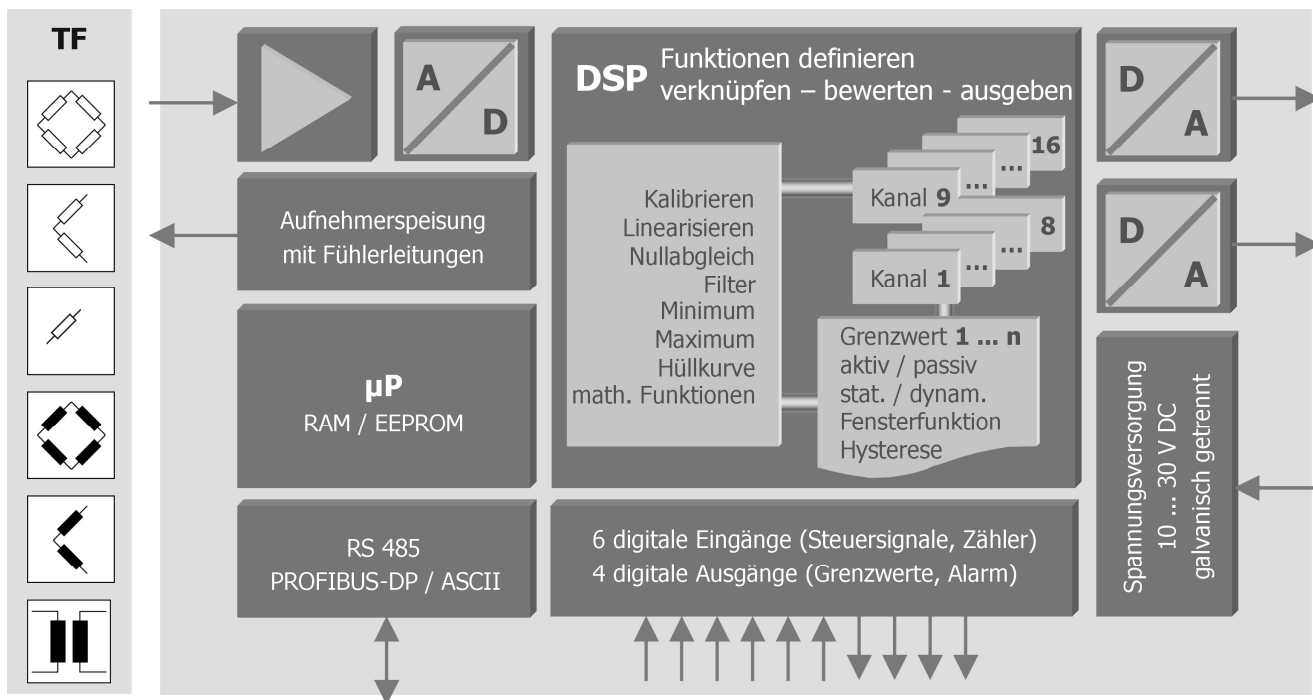 TF
A
D
DSP
Funktionen definieren
verknüpfen – bewerten - ausgeben
Kalibrieren
Linearisieren
Nullabgleich
Filter
Minimum
Maximum
Hüllkurve
math. Funktionen
16
...
...
Kanal 9
8
...
...
Kanal 1
Grenzwert 1 ... n
aktiv / passiv
stat. / dynam.
Fensterfunktion
Hysterese
D
A
D
A
Aufnehmerspeisung
mit Fühlerleitungen
µP
RAM / EEPROM
RS 485
PROFIBUS-DP / ASCII
6 digitale Eingänge (Steuersignale, Zähler)
4 digitale Ausgänge (Grenzwerte, Alarm)
Spannungsversorgung
10 ... 30 V DC
galvanisch getrennt